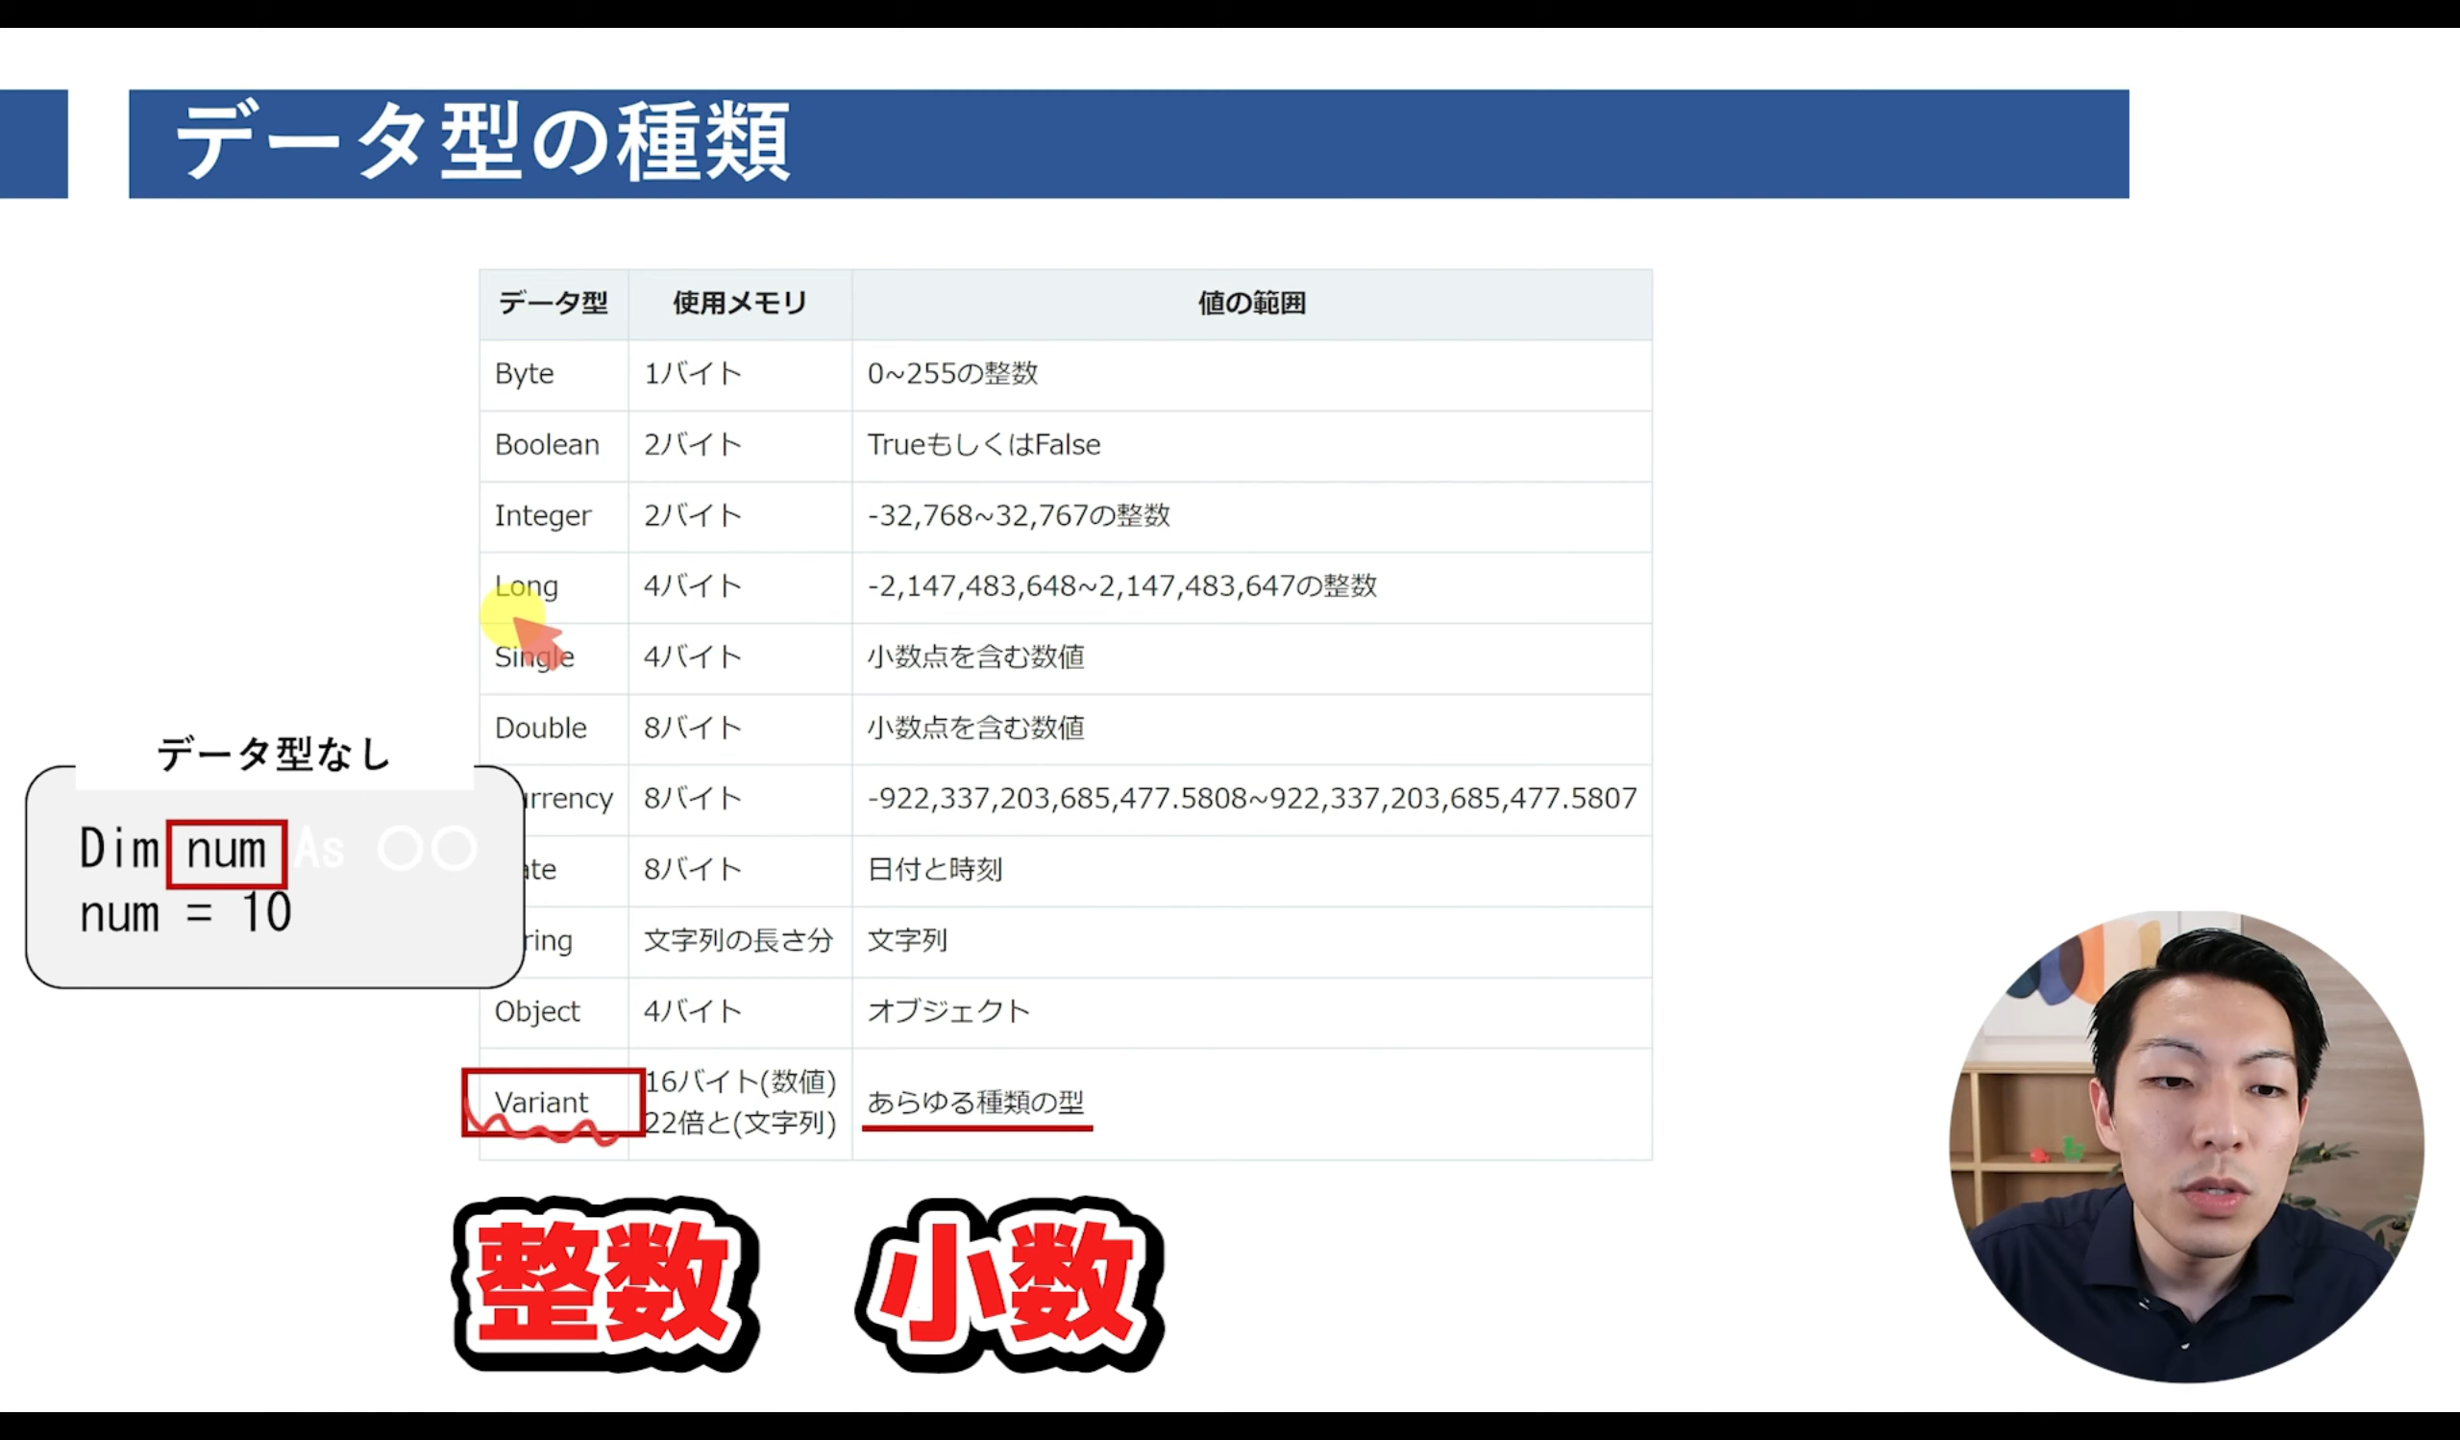 データ型の種類
データ型 使用メモリ 値の範囲
Byte 1バイト 0~255の整数
Boolean 2バイト TrueもしくはFalse
Integer 2バイト -32,768~32,767の整数
Long 4バイト -2,147,483,648~2,147,483,647の整数
Single 4バイト 小数点を含む数値
Double 8バイト 小数点を含む数値
urrency 8バイト -922,337,203,685,477.5808~922,337,203,685,477.5807
ate 8バイト 日付と時刻
ring 文字列の長さ分 文字列
Object 4バイト オブジェクト
Variant 16バイト(数値) あらゆる種類の型
22倍と(文字列)
データ型なし
Dim num As 〇〇
num = 10
整数 小数